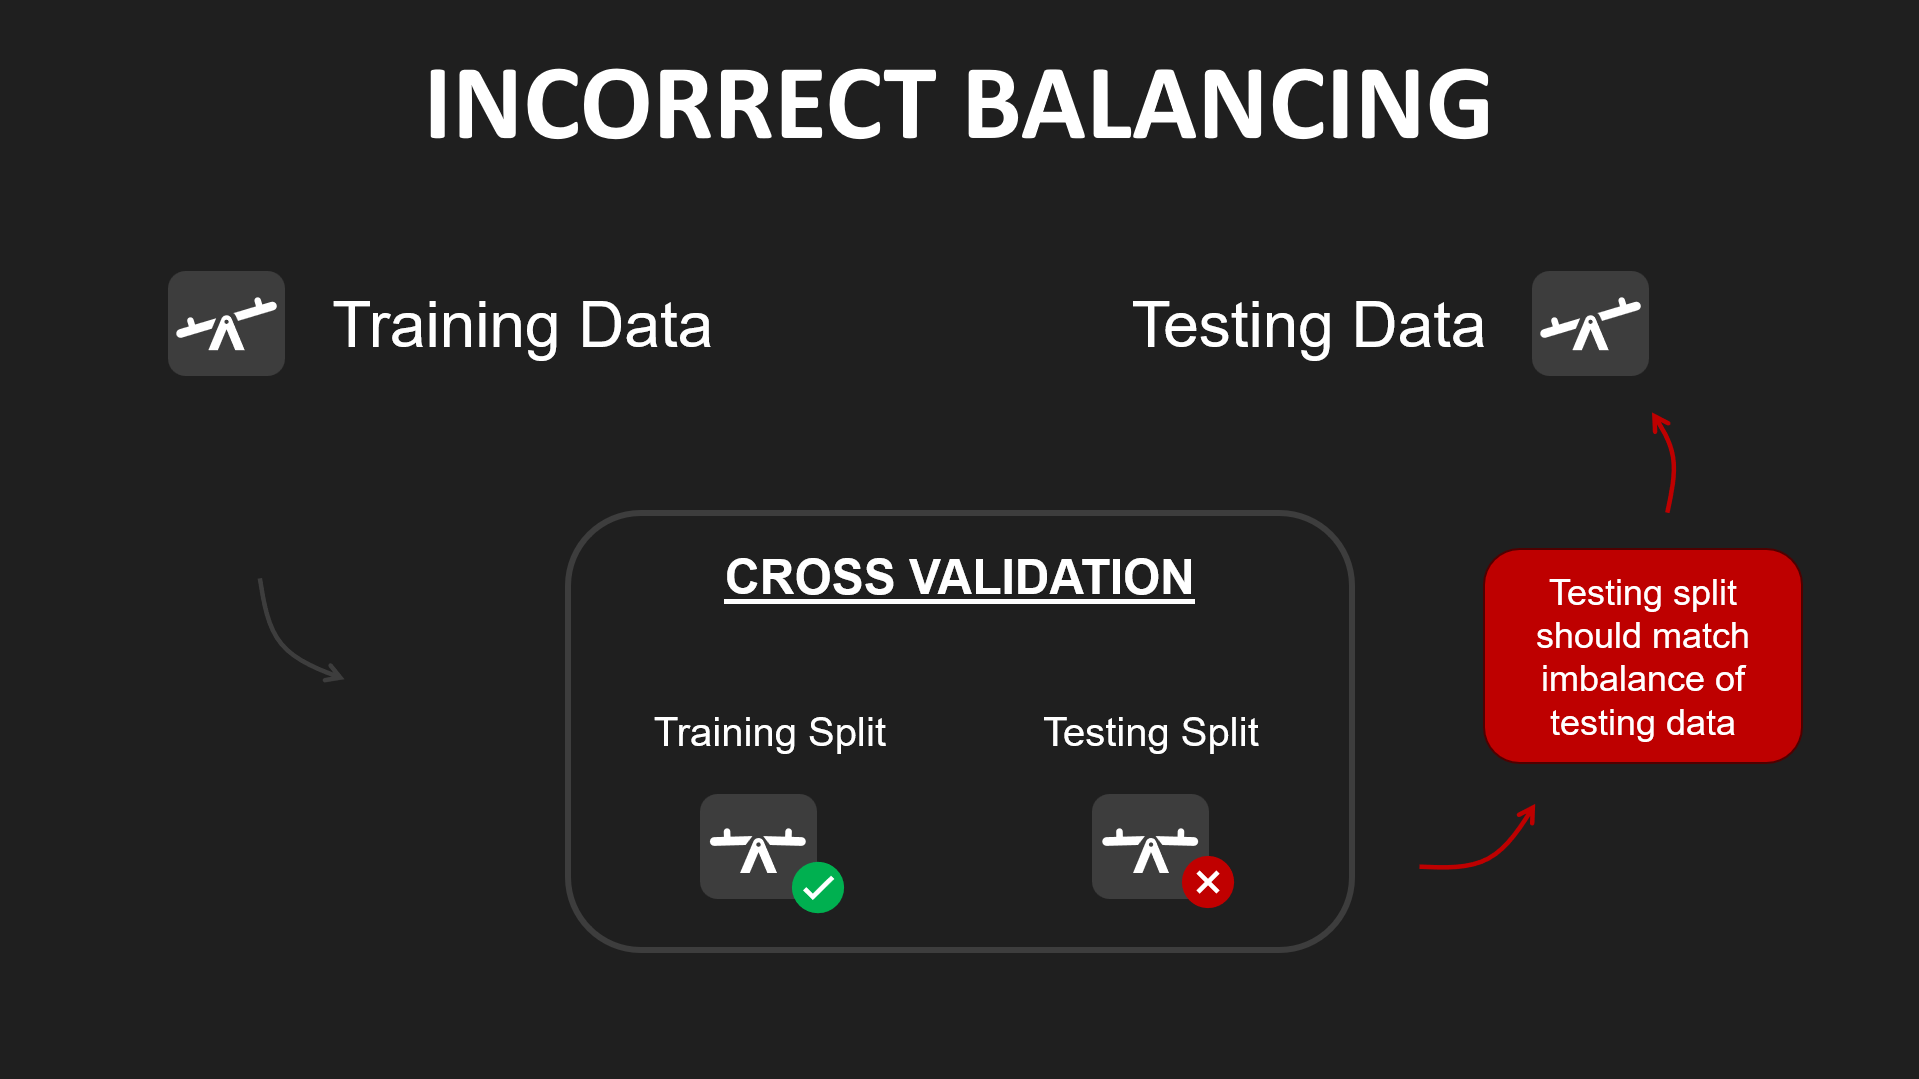 INCORRECT BALANCING
Training Data
Testing Data
CROSS VALIDATION
Training Split
Testing Split
Testing split
should match
imbalance of
testing data